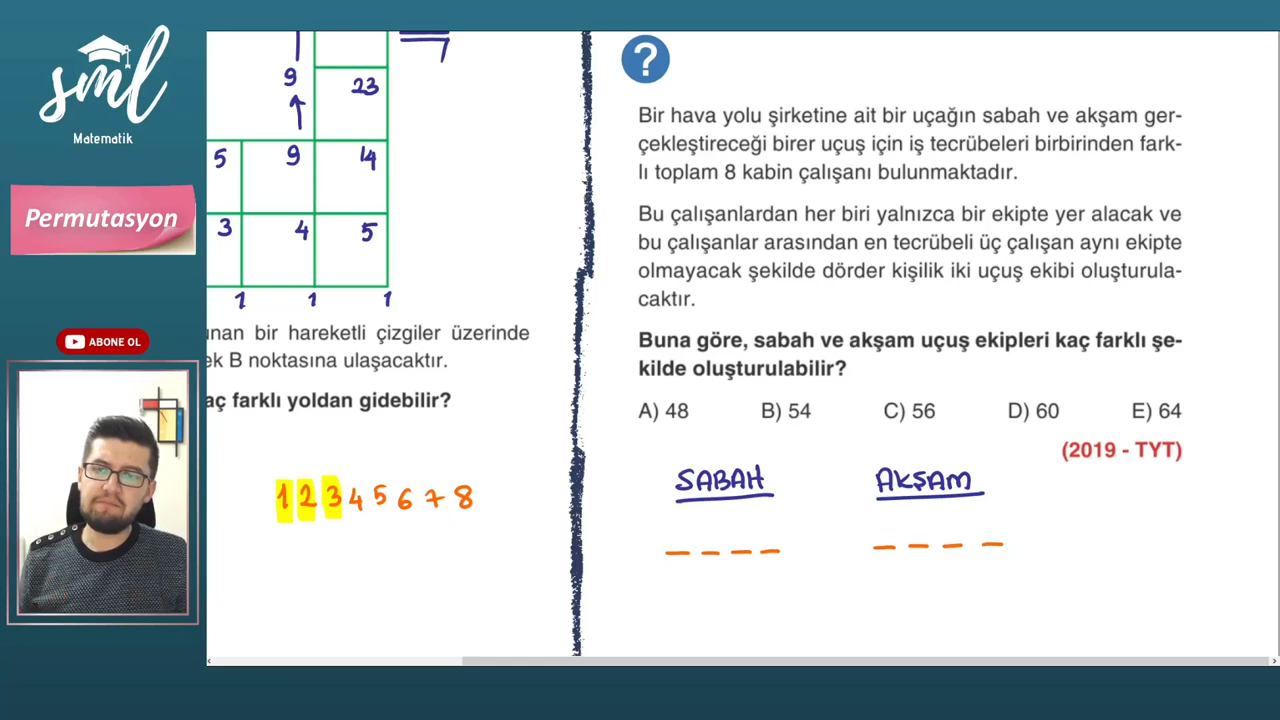 sml
Matematik
Permutasyon
ABONE OL
1
7
9
23
5 9 14
3 4 5
1 1 1
unan bir hareketli çizgiler üzerinde
ek B noktasına ulaşacaktır.
aç farklı yoldan gidebilir?
1 2 3 4 5 6 7 8
?
Bir hava yolu şirketine ait bir uçağın sabah ve akşam ger-
çekleştireceği birer uçuş için iş tecrübeleri birbirinden fark-
lı toplam 8 kabin çalışanı bulunmaktadır.
Bu çalışanlardan her biri yalnızca bir ekipte yer alacak ve
bu çalışanlar arasından en tecrübeli üç çalışan aynı ekipte
olmayacak şekilde dörder kişilik iki uçuş ekibi oluşturula-
caktır.
Buna göre, sabah ve akşam uçuş ekipleri kaç farklı şe-
kilde oluşturulabilir?
A) 48 B) 54 C) 56 D) 60 E) 64
(2019 - TYT)
SABAH AKŞAM